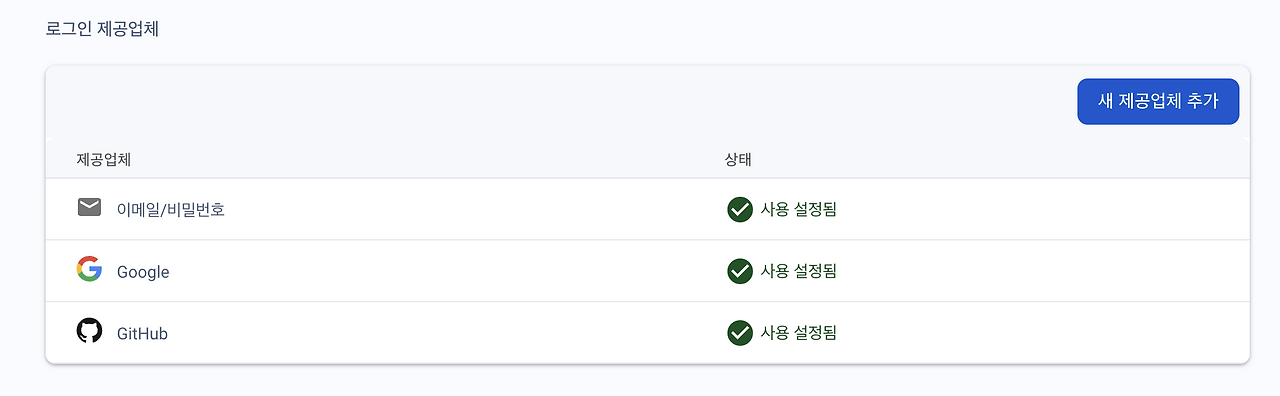 로그인 제공업체
새 제공업체 추가
제공업체 상태
이메일/비밀번호 사용 설정됨
Google 사용 설정됨
GitHub 사용 설정됨